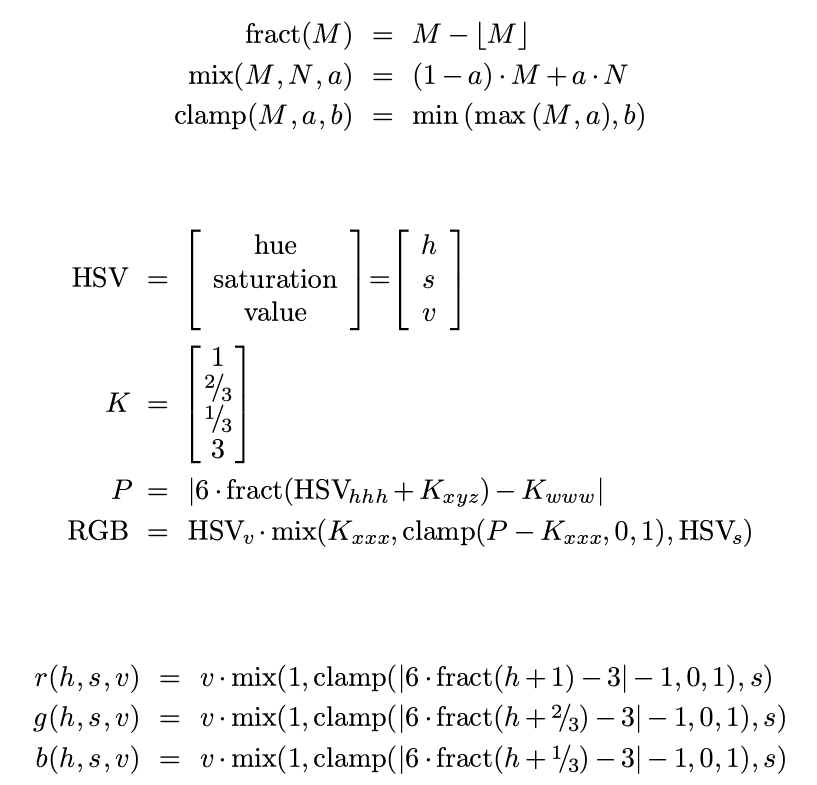 fract(M) = M − ⌊M⌋
mix(M, N, a) = (1 − a) · M + a · N
clamp(M, a, b) = min (max (M, a), b)
HSV = [ hue saturation value ] = [ h s v ]
K = [ 1 2/3 1/3 3 ]
P = |6 · fract(HSV_hhh + K_xyz) − K_www|
RGB = HSV_v · mix(K_xxx, clamp(P − K_xxx, 0, 1), HSV_s)
r(h, s, v) = v · mix(1, clamp(|6 · fract(h + 1) − 3| − 1, 0, 1), s)
g(h, s, v) = v · mix(1, clamp(|6 · fract(h + 2/3) − 3| − 1, 0, 1), s)
b(h, s, v) = v · mix(1, clamp(|6 · fract(h + 1/3) − 3| − 1, 0, 1), s)